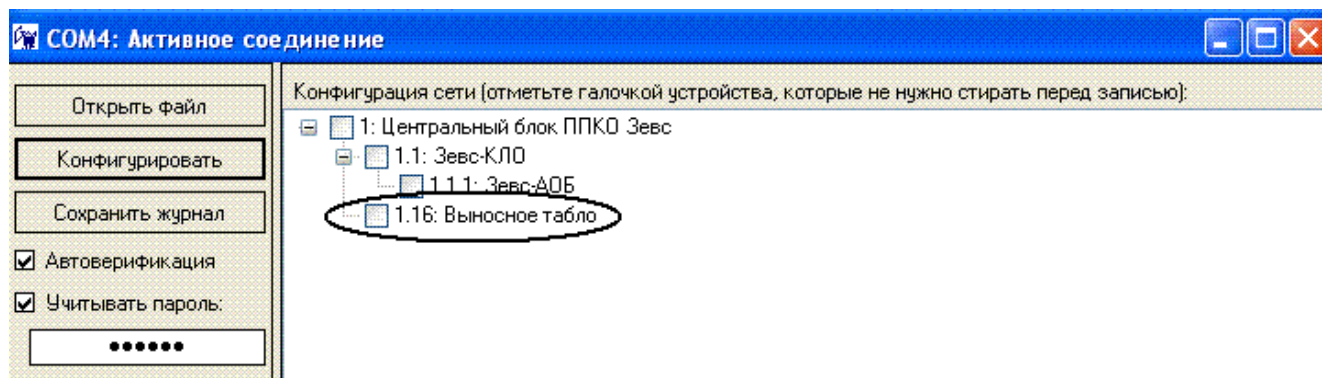 COM4: Активное соединение
Открыть файл
Конфигурировать
Сохранить журнал
Автоверификация
Учитывать пароль:
••••••
Конфигурация сети (отметьте галочкой устройства, которые не нужно стирать перед записью):
1: Центральный блок ППКО Зевс
1.1: Зевс-КЛО
1.1.1: Зевс-АОБ
1.16: Выносное табло